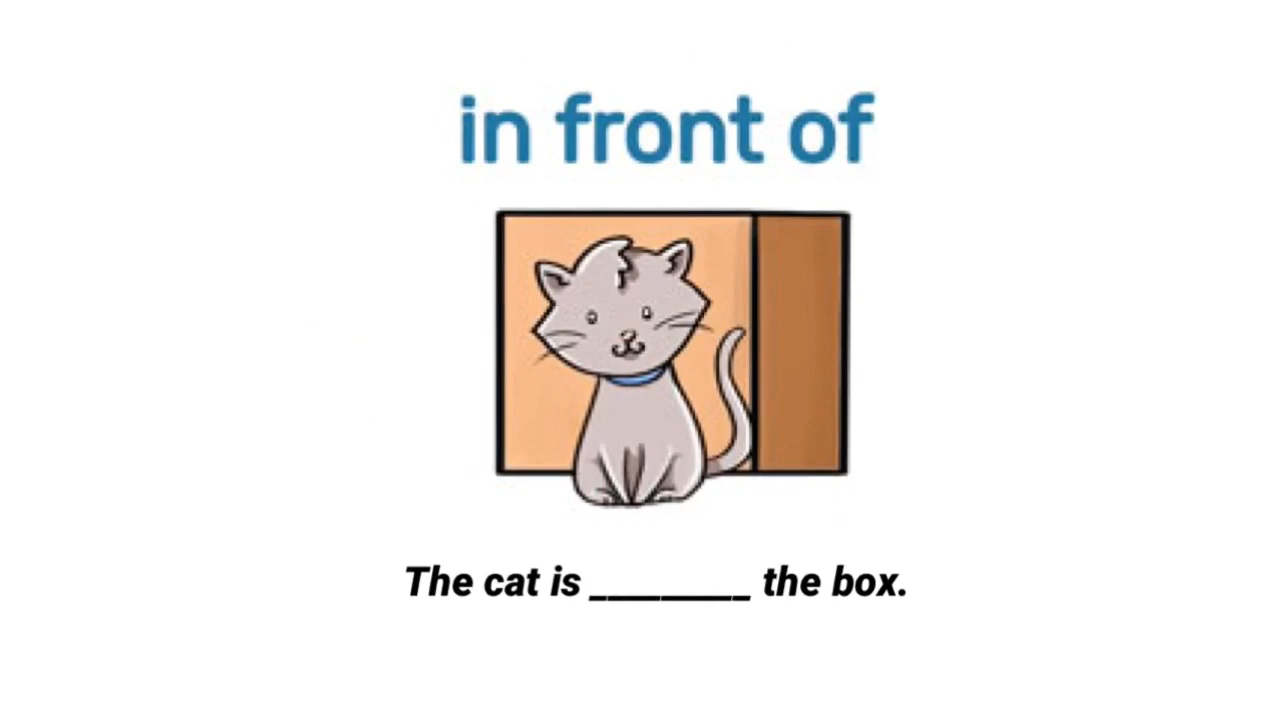 in front of
The cat is ________ the box.